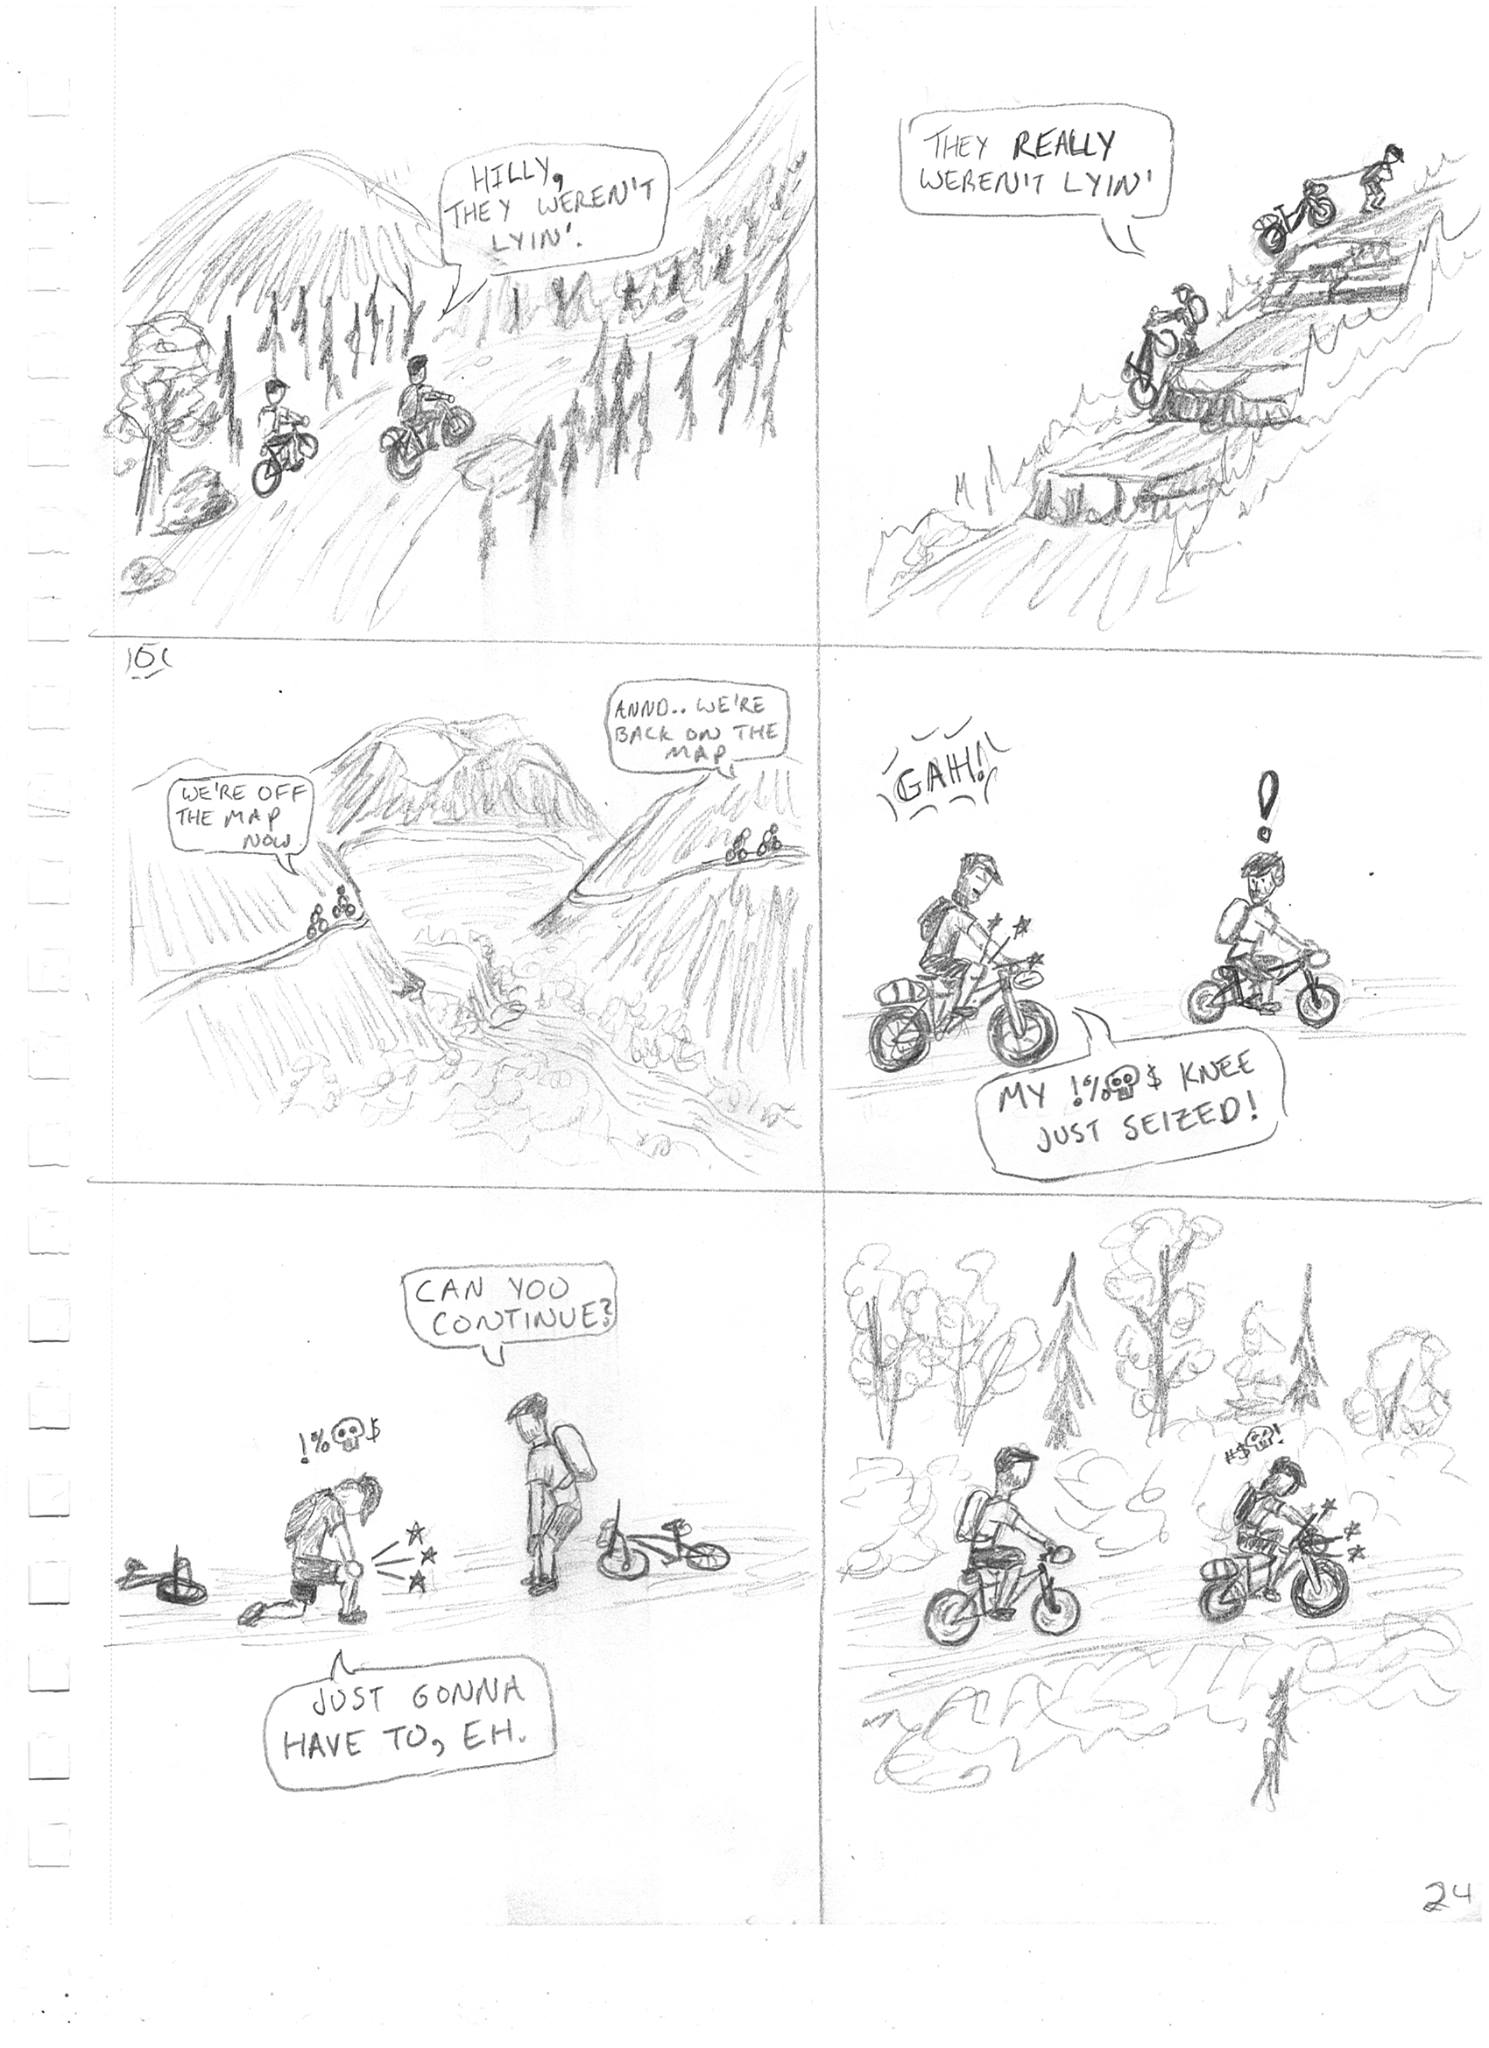 HILLY,
THEY WEREN'T
LYIN'.
THEY REALLY
WEREN'T LYIN'
WE'RE OFF
THE MAP
NOW
ANND.. WE'RE
BACK ON THE
MAP
GAH!
!
MY !%💀$ KNEE
JUST SEIZED!
CAN YOU
CONTINUE?
!%💀$
JUST GONNA
HAVE TO, EH.
#$💀!
24